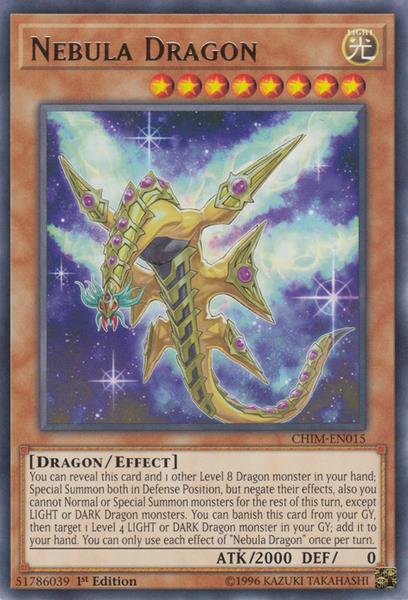 NEBULA DRAGON
LIGHT
光
CHIM-EN015
[DRAGON/EFFECT]
You can reveal this card and 1 other Level 8 Dragon monster in your hand;
Special Summon both in Defense Position, but negate their effects, also you
cannot Normal or Special Summon monsters for the rest of this turn, except
LIGHT or DARK Dragon monsters. You can banish this card from your GY,
then target 1 Level 4 LIGHT or DARK Dragon monster in your GY; add it to
your hand. You can only use each effect of "Nebula Dragon" once per turn.
ATK/2000 DEF/ 0
51786039 1st Edition ©1996 KAZUKI TAKAHASHI